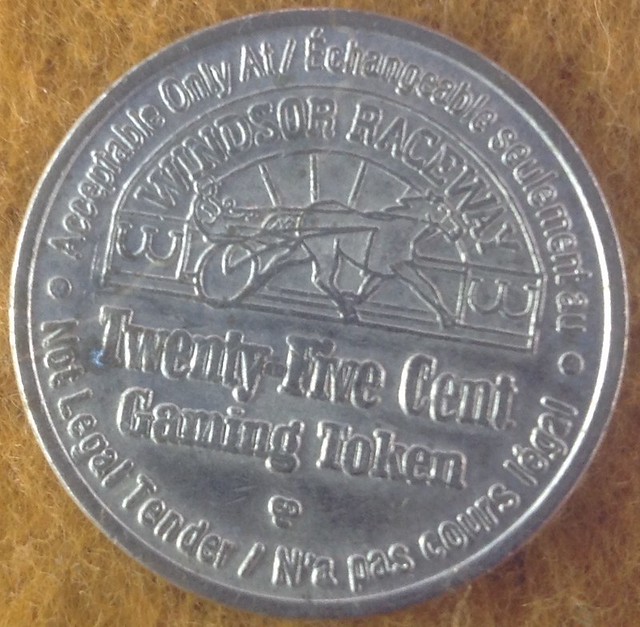 Acceptable Only At / Échangeable seulement au
WINDSOR RACEWAY
Twenty-Five Cent
Gaming Token
Not Legal Tender / N'a pas cours légal